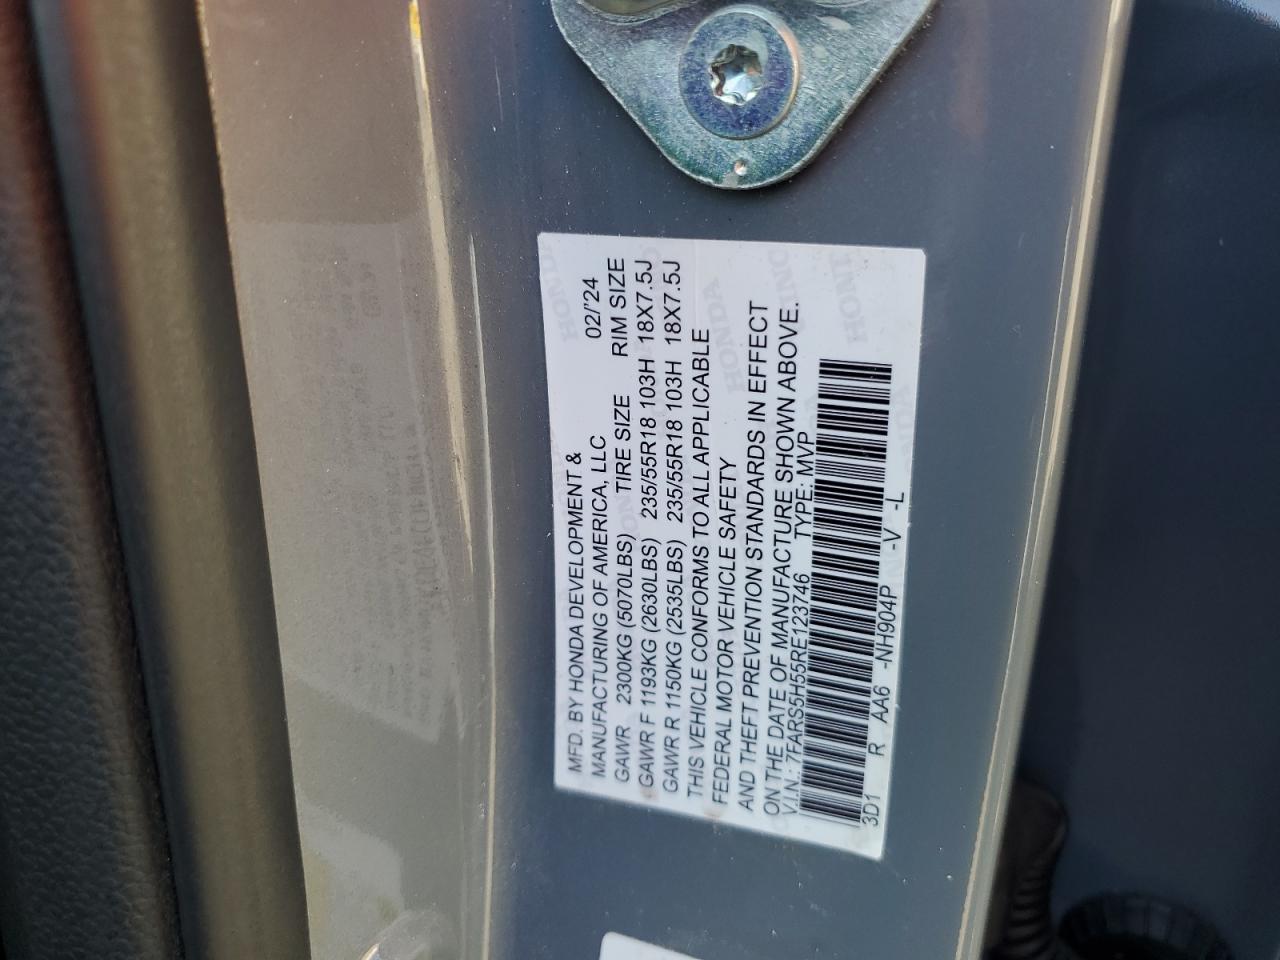 MFD. BY HONDA DEVELOPMENT &
MANUFACTURING OF AMERICA, LLC 02/'24
GAWR 2300KG (5070LBS) TIRE SIZE RIM SIZE
GAWR F 1193KG (2630LBS) 235/55R18 103H 18X7.5J
GAWR R 1150KG (2535LBS) 235/55R18 103H 18X7.5J
THIS VEHICLE CONFORMS TO ALL APPLICABLE
FEDERAL MOTOR VEHICLE SAFETY
AND THEFT PREVENTION STANDARDS IN EFFECT
ON THE DATE OF MANUFACTURE SHOWN ABOVE.
V.I.N.: 7FARS5H55RE123746 TYPE: MVP
3D1 R AA6 -NH904P -V -L